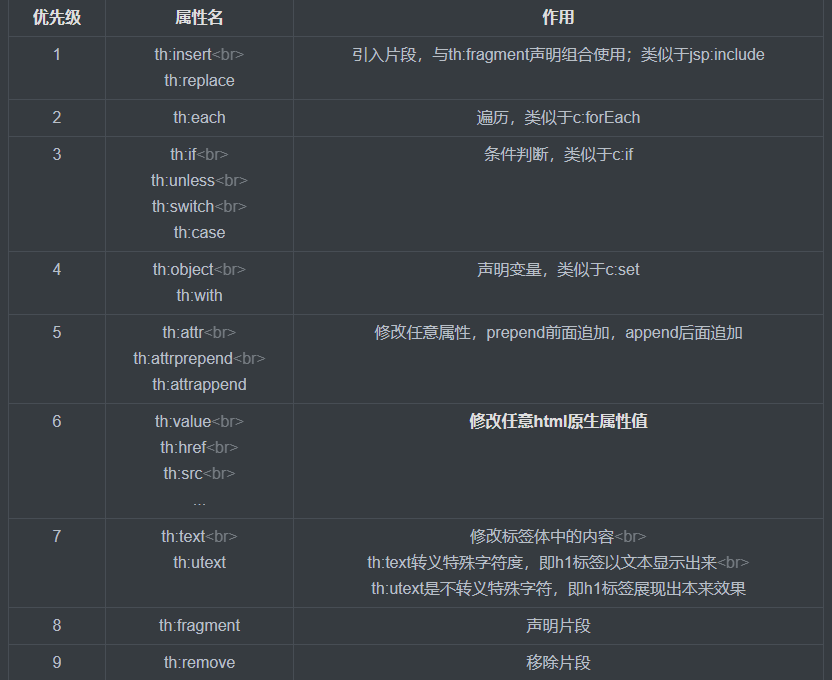 优先级 属性名 作用
1 th:insert<br> 引入片段，与th:fragment声明组合使用；类似于jsp:include
th:replace
2 th:each 遍历，类似于c:forEach
3 th:if<br> 条件判断，类似于c:if
th:unless<br>
th:switch<br>
th:case
4 th:object<br> 声明变量，类似于c:set
th:with
5 th:attr<br> 修改任意属性，prepend前面追加，append后面追加
th:attrprepend<br>
th:attrappend
6 th:value<br> 修改任意html原生属性值
th:href<br>
th:src<br>
...
7 th:text<br> 修改标签体中的内容<br>
th:utext th:text转义特殊字符度，即h1标签以文本显示出来<br>
th:utext是不转义特殊字符，即h1标签展现出本来效果
8 th:fragment 声明片段
9 th:remove 移除片段